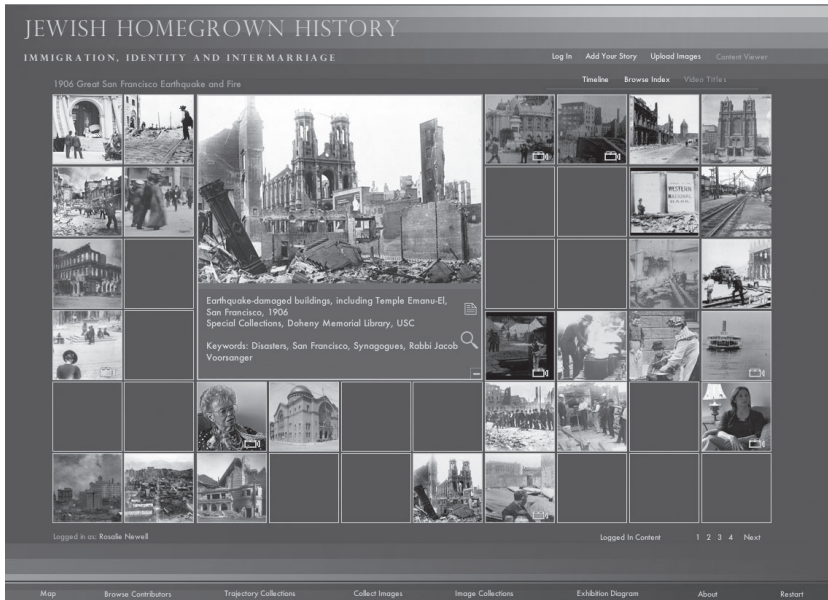 JEWISH HOMEGROWN HISTORY
IMMIGRATION, IDENTITY AND INTERMARRIAGE
Log In Add Your Story Upload Images Content Viewer
1906 Great San Francisco Earthquake and Fire
Timeline Browse Index Video Titles
WESTERN
NATIONAL
BANK
Earthquake-damaged buildings, including Temple Emanu-El,
San Francisco, 1906
Special Collections, Doheny Memorial Library, USC
Keywords: Disasters, San Francisco, Synagogues, Rabbi Jacob
Voorsanger
Logged in as: Rosalie Newell
Logged In Content 1 2 3 4 Next
Map Browse Contributors Trajectory Collections Collect Images Image Collections Exhibition Diagram About Restart